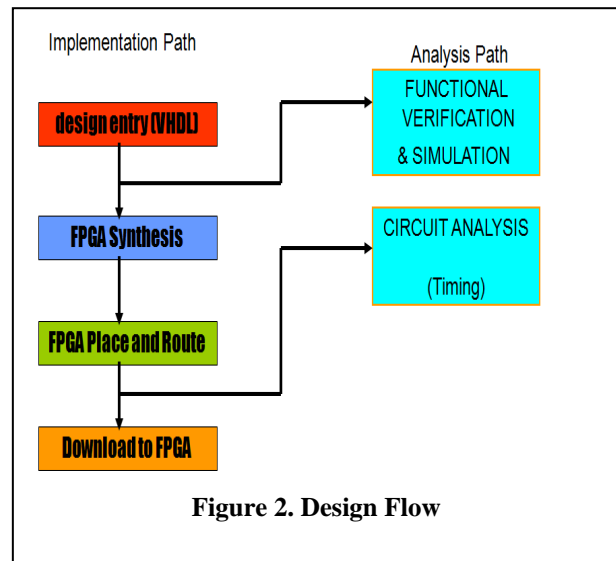 Implementation Path
Analysis Path
design entry (VHDL)
FUNCTIONAL
VERIFICATION
& SIMULATION
FPGA Synthesis
CIRCUIT ANALYSIS
(Timing)
FPGA Place and Route
Download to FPGA
Figure 2. Design Flow